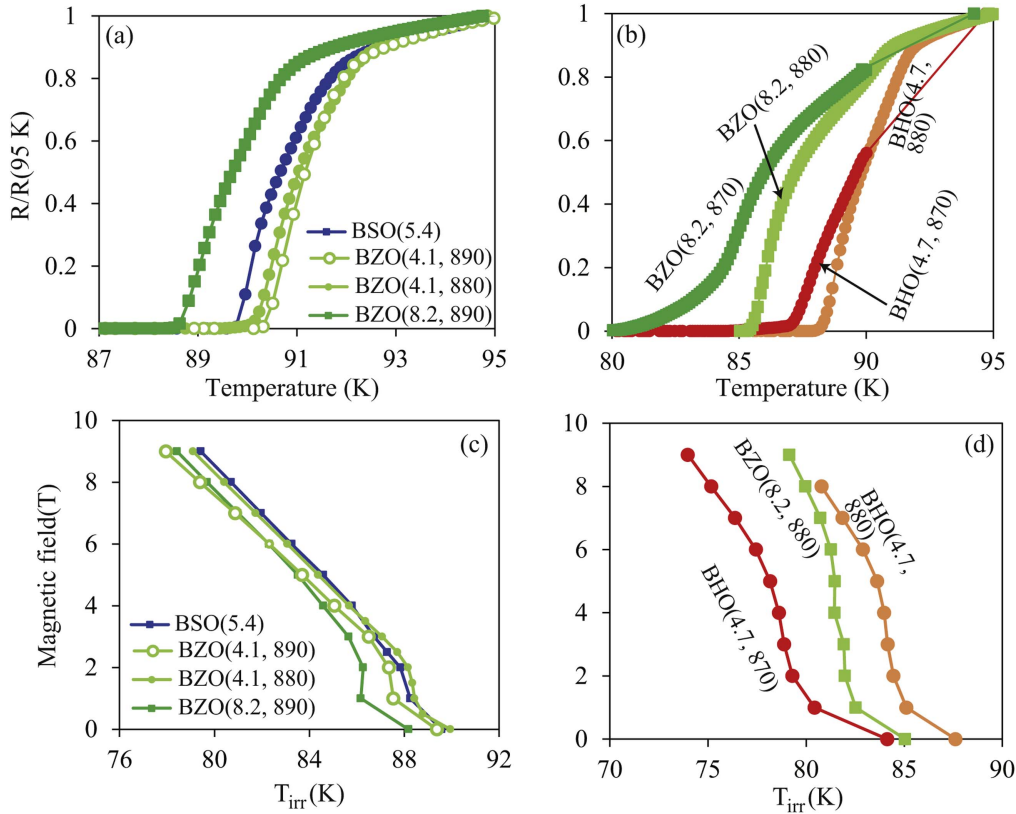 (a)
R/R(95 K)
1
0.8
0.6
0.4
0.2
0
BSO(5.4)
BZO(4.1, 890)
BZO(4.1, 880)
BZO(8.2, 890)
87
89
91
93
95
Temperature (K)
(b)
1
0.8
0.6
0.4
0.2
0
BZO(8.2, 870)
BZO(8.2, 880)
BHO(4.7,
880)
BHO(4.7, 870)
80
85
90
95
Temperature (K)
(c)
Magnetic field(T)
10
8
6
4
2
0
BSO(5.4)
BZO(4.1, 890)
BZO(4.1, 880)
BZO(8.2, 890)
76
80
84
88
92
Tirr(K)
(d)
10
8
6
4
2
0
BHO(4.7, 870)
BZO(8.2, 880)
BHO(4.7,
880)
70
75
80
85
90
Tirr(K)